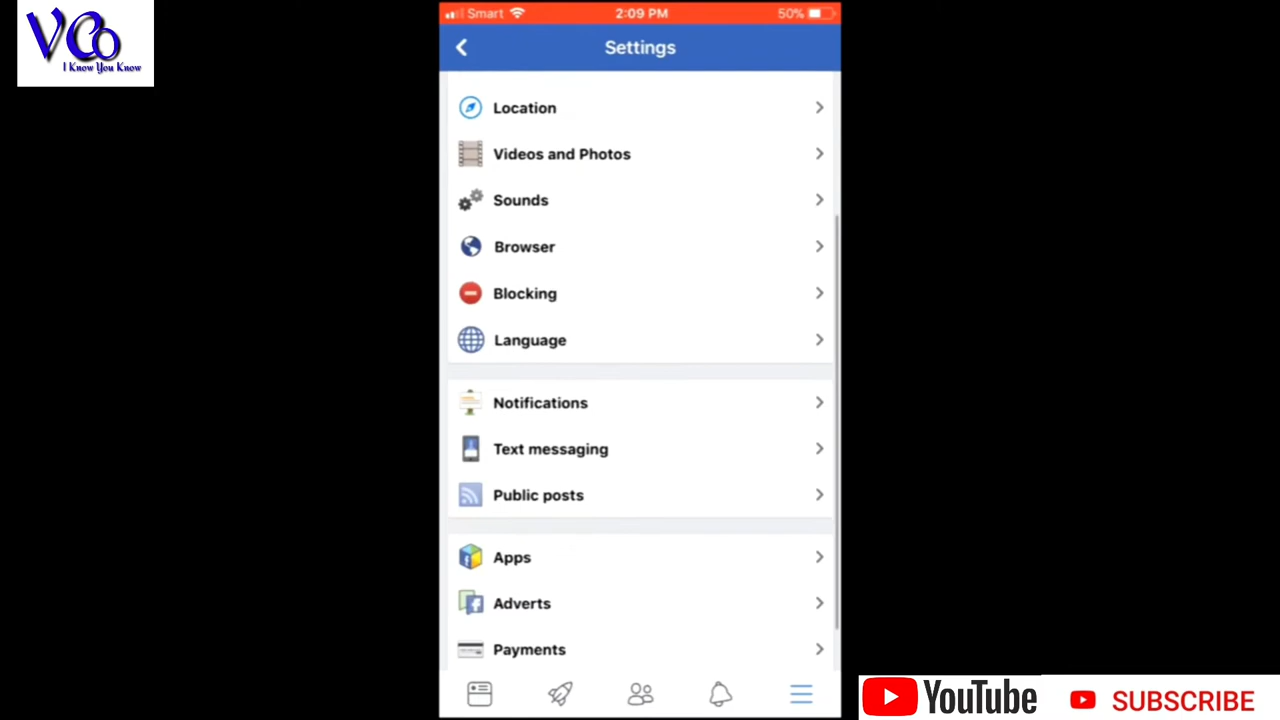 VCo
I Know You Know
Smart 2:09 PM 50%
Settings
Location
Videos and Photos
Sounds
Browser
Blocking
Language
Notifications
Text messaging
Public posts
Apps
Adverts
Payments
YouTube SUBSCRIBE